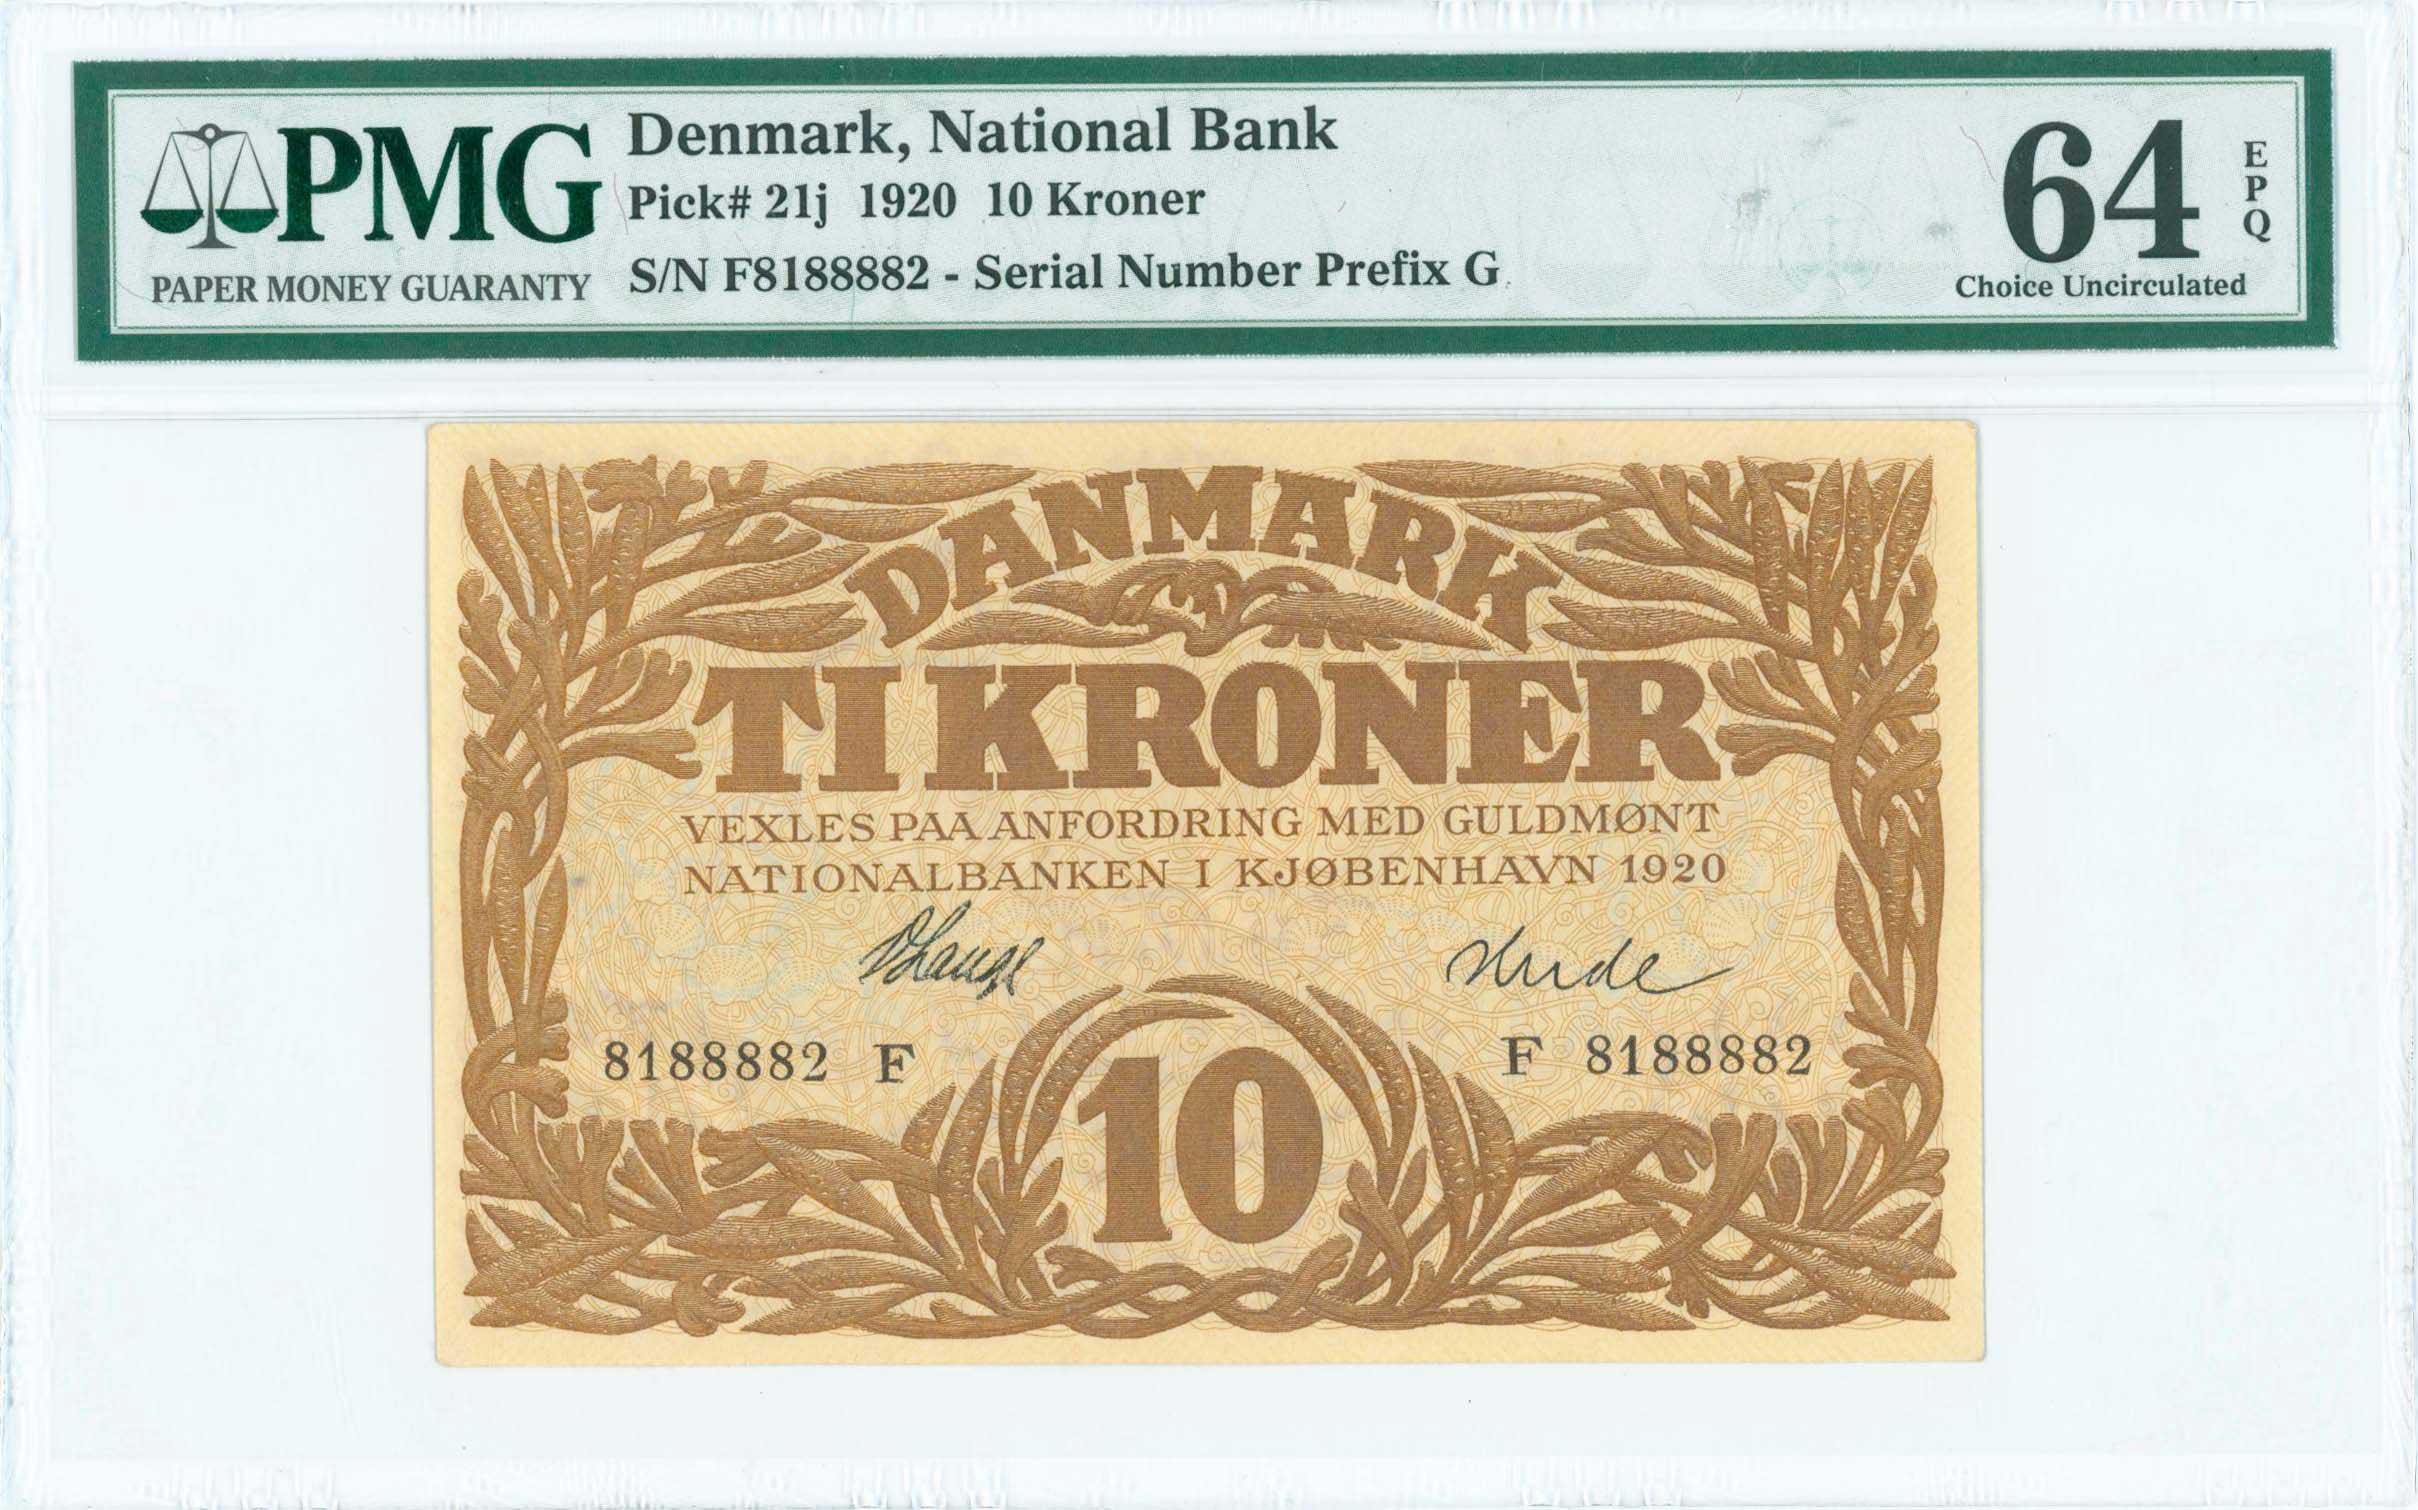 PMG
PAPER MONEY GUARANTY
Denmark, National Bank
Pick# 21j 1920 10 Kroner
S/N F8188882 - Serial Number Prefix G
64
EPQ
Choice Uncirculated
DANMARK
TI KRONER
VEXLES PAA ANFORDRING MED GULDMØNT
NATIONALBANKEN I KJØBENHAVN 1920
VLange
8188882 F
F 8188882
10